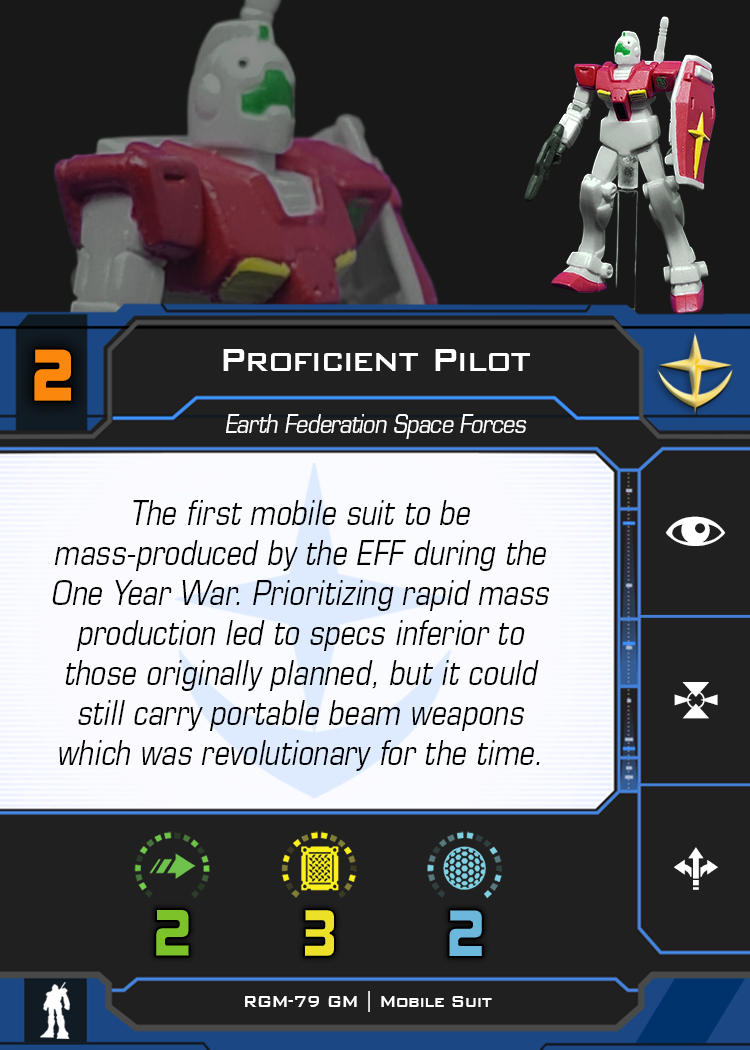 2
Proficient Pilot
Earth Federation Space Forces
The first mobile suit to be
mass-produced by the EFF during the
One Year War. Prioritizing rapid mass
production led to specs inferior to
those originally planned, but it could
still carry portable beam weapons
which was revolutionary for the time.
2 3 2
RGM-79 GM | Mobile Suit